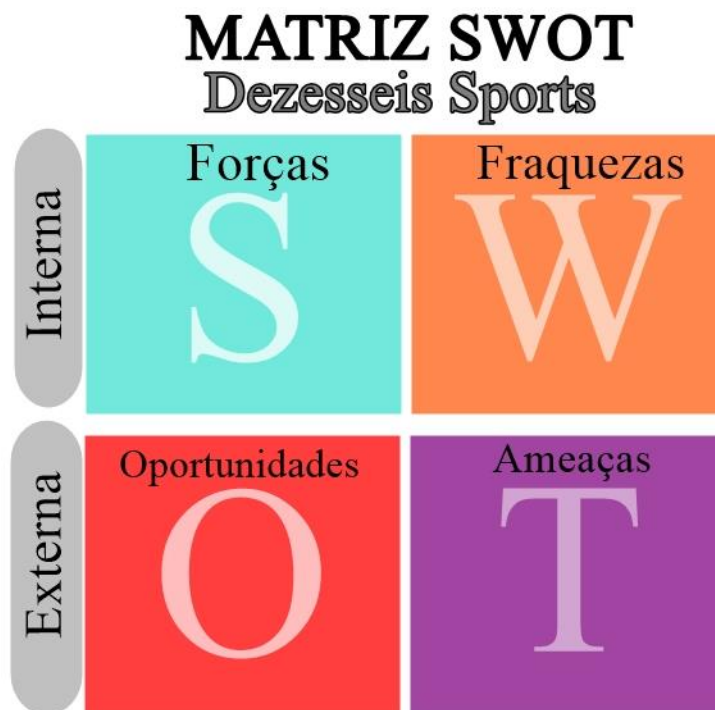 MATRIZ SWOT
Dezesseis Sports
Interna
Forças
S
Fraquezas
W
Externa
Oportunidades
O
Ameaças
T